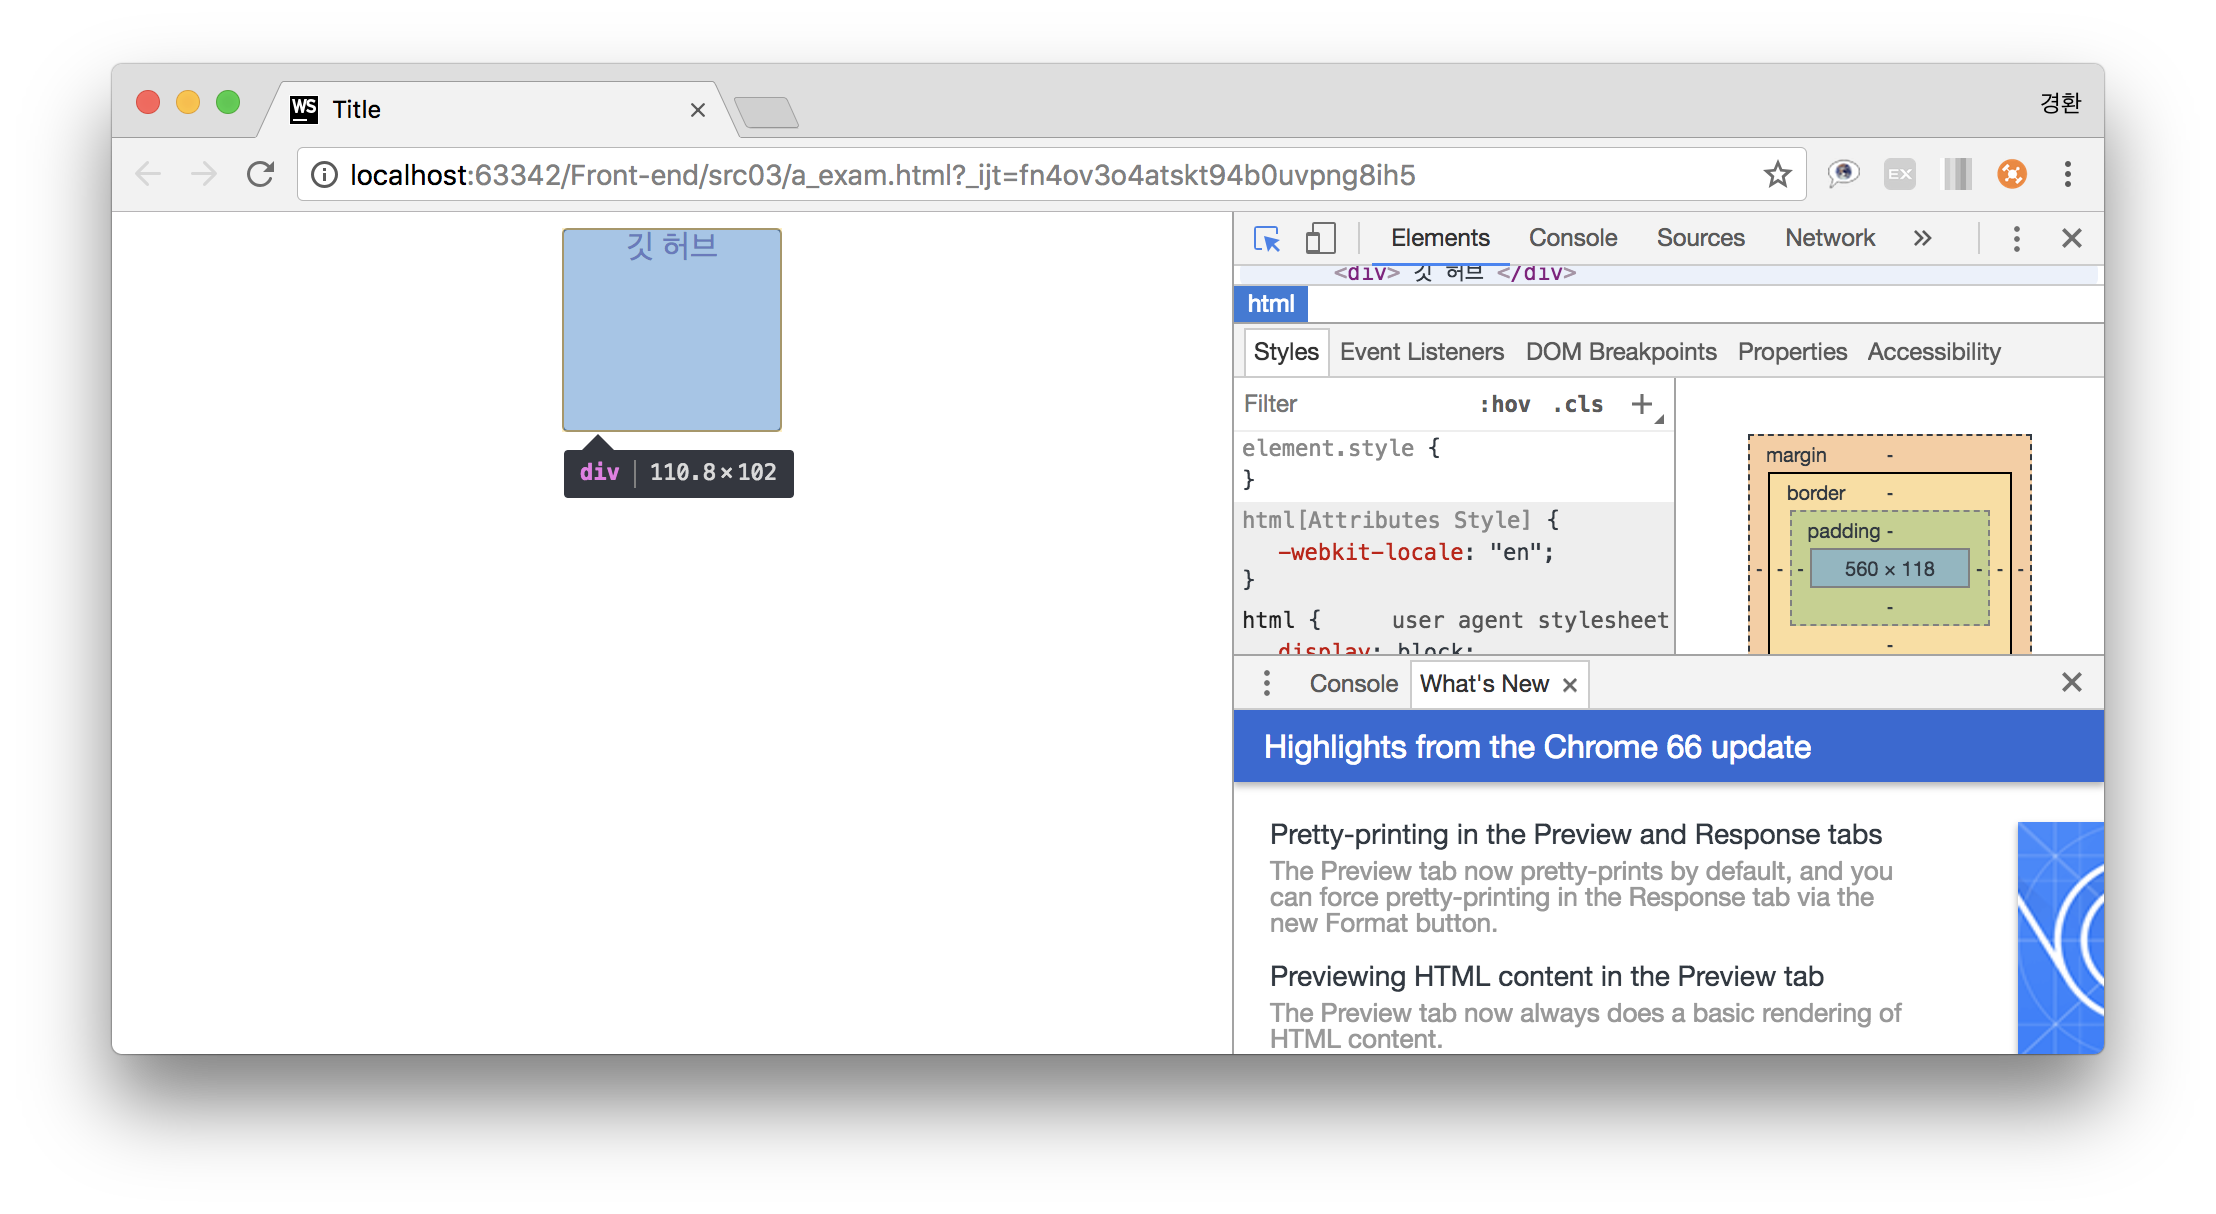 WS Title
경환
localhost:63342/Front-end/src03/a_exam.html?_ijt=fn4ov3o4atskt94b0uvpng8ih5
EX
깃 허브
div 110.8×102
Elements Console Sources Network
<div> 깃 허브 </div>
html
Styles Event Listeners DOM Breakpoints Properties Accessibility
Filter :hov .cls +
element.style {
}
html[Attributes Style] {
-webkit-locale: "en";
}
html { user agent stylesheet
display: block;
margin -
border -
padding -
- - - 560 × 118 - - -
-
-
Console What's New
Highlights from the Chrome 66 update
Pretty-printing in the Preview and Response tabs
The Preview tab now pretty-prints by default, and you
can force pretty-printing in the Response tab via the
new Format button.
Previewing HTML content in the Preview tab
The Preview tab now always does a basic rendering of
HTML content.